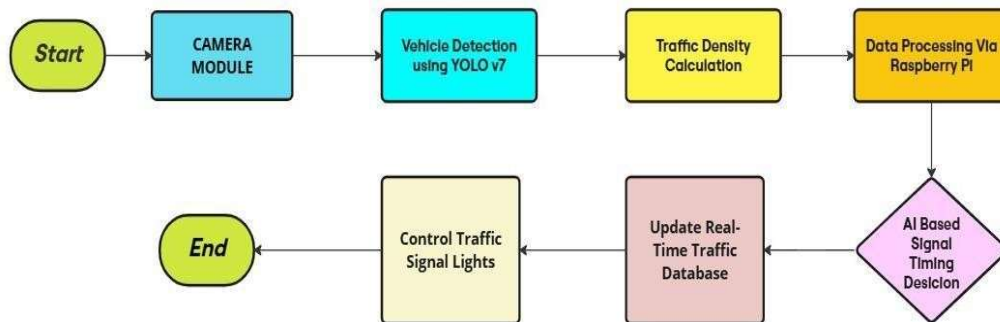 Start
CAMERA
MODULE
Vehicle Detection
using YOLO v7
Traffic Density
Calculation
Data Processing Via
Raspberry Pi
AI Based
Signal
Timing
Desicion
Update Real-
Time Traffic
Database
Control Traffic
Signal Lights
End